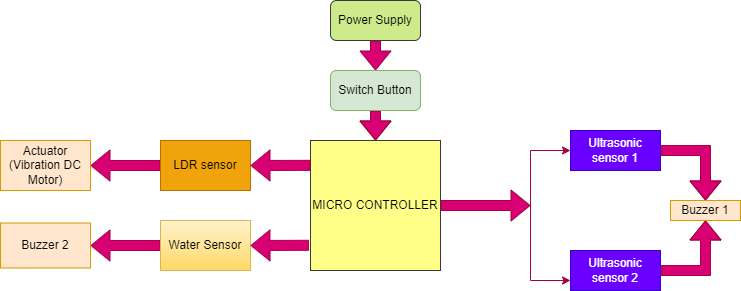 Power Supply
Switch Button
Actuator
(Vibration DC
Motor)
LDR sensor
MICRO CONTROLLER
Ultrasonic
sensor 1
Buzzer 1
Buzzer 2
Water Sensor
Ultrasonic
sensor 2